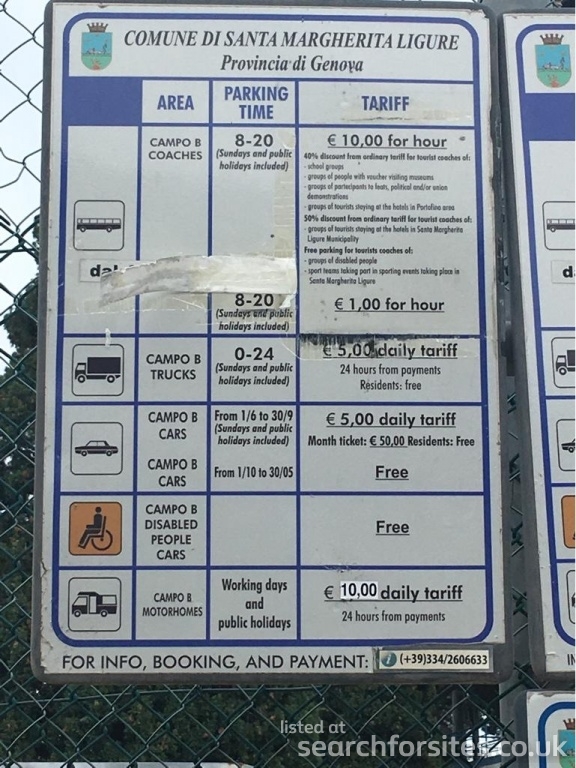 COMUNE DI SANTA MARGHERITA LIGURE
Provincia di Genova
AREA
PARKING TIME
TARIFF
CAMPO B
COACHES
8-20
(Sundays and public
holidays included)
€ 10,00 for hour
40% discount from ordinary tariff for tourist coaches of:
- school groups
- groups of people with voucher visiting museums
- groups of partecipants to feasts, political and/or union
demonstrations
- groups of tourists staying at the hotels in Portofino area
50% discount from ordinary tariff for tourist coaches of:
- groups of tourists staying at the hotels in Santa Margherita
Ligure Municipality
Free parking for tourists coaches of:
- groups of disabled people
- sport teams taking part in sporting events taking place in
Santa Margherita Ligure
8-20
(Sundays and public
holidays included)
€ 1,00 for hour
CAMPO B
TRUCKS
0-24
(Sundays and public
holidays included)
€ 5,00 daily tariff
24 hours from payments
Residents: free
CAMPO B
CARS
From 1/6 to 30/9
(Sundays and public
holidays included)
€ 5,00 daily tariff
Month ticket: € 50,00 Residents: Free
CAMPO B
CARS
From 1/10 to 30/05
Free
CAMPO B
DISABLED
PEOPLE
CARS
Free
CAMPO B
MOTORHOMES
Working days
and
public holidays
€ 10,00 daily tariff
24 hours from payments
FOR INFO, BOOKING, AND PAYMENT: (+39)334/2606633
listed at
searchforsites.co.uk